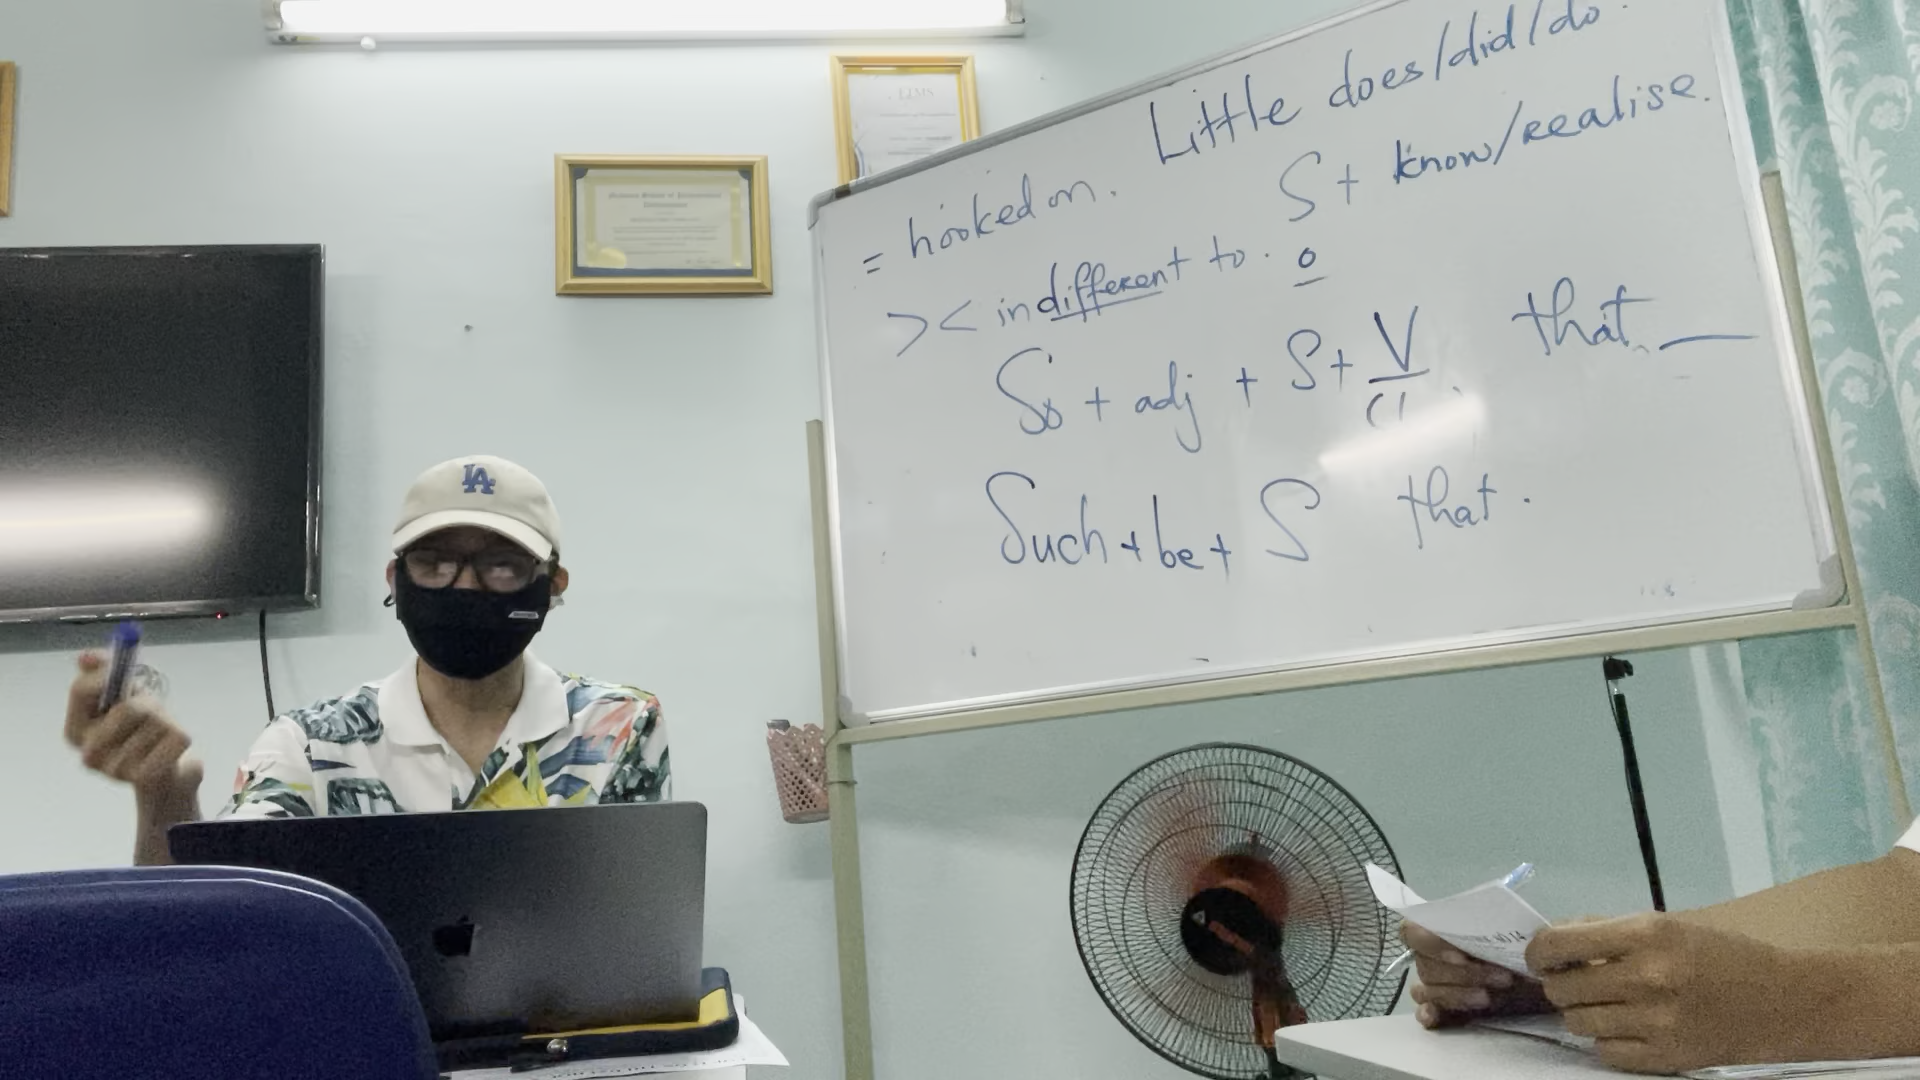 Little does/did/do.
S + know/realise.
= hooked on.
>< indifferent to.
o
So + adj + S + V that
Such + be + S that.
LA